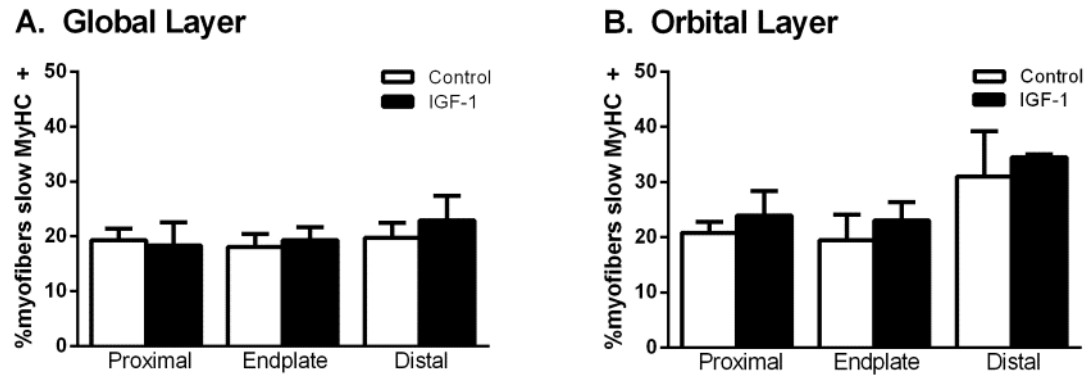 A. Global Layer
%myofibers slow MyHC +
50
40
30
20
10
0
Control
IGF-1
Proximal Endplate Distal
B. Orbital Layer
%myofibers slow MyHC +
50
40
30
20
10
0
Control
IGF-1
Proximal Endplate Distal